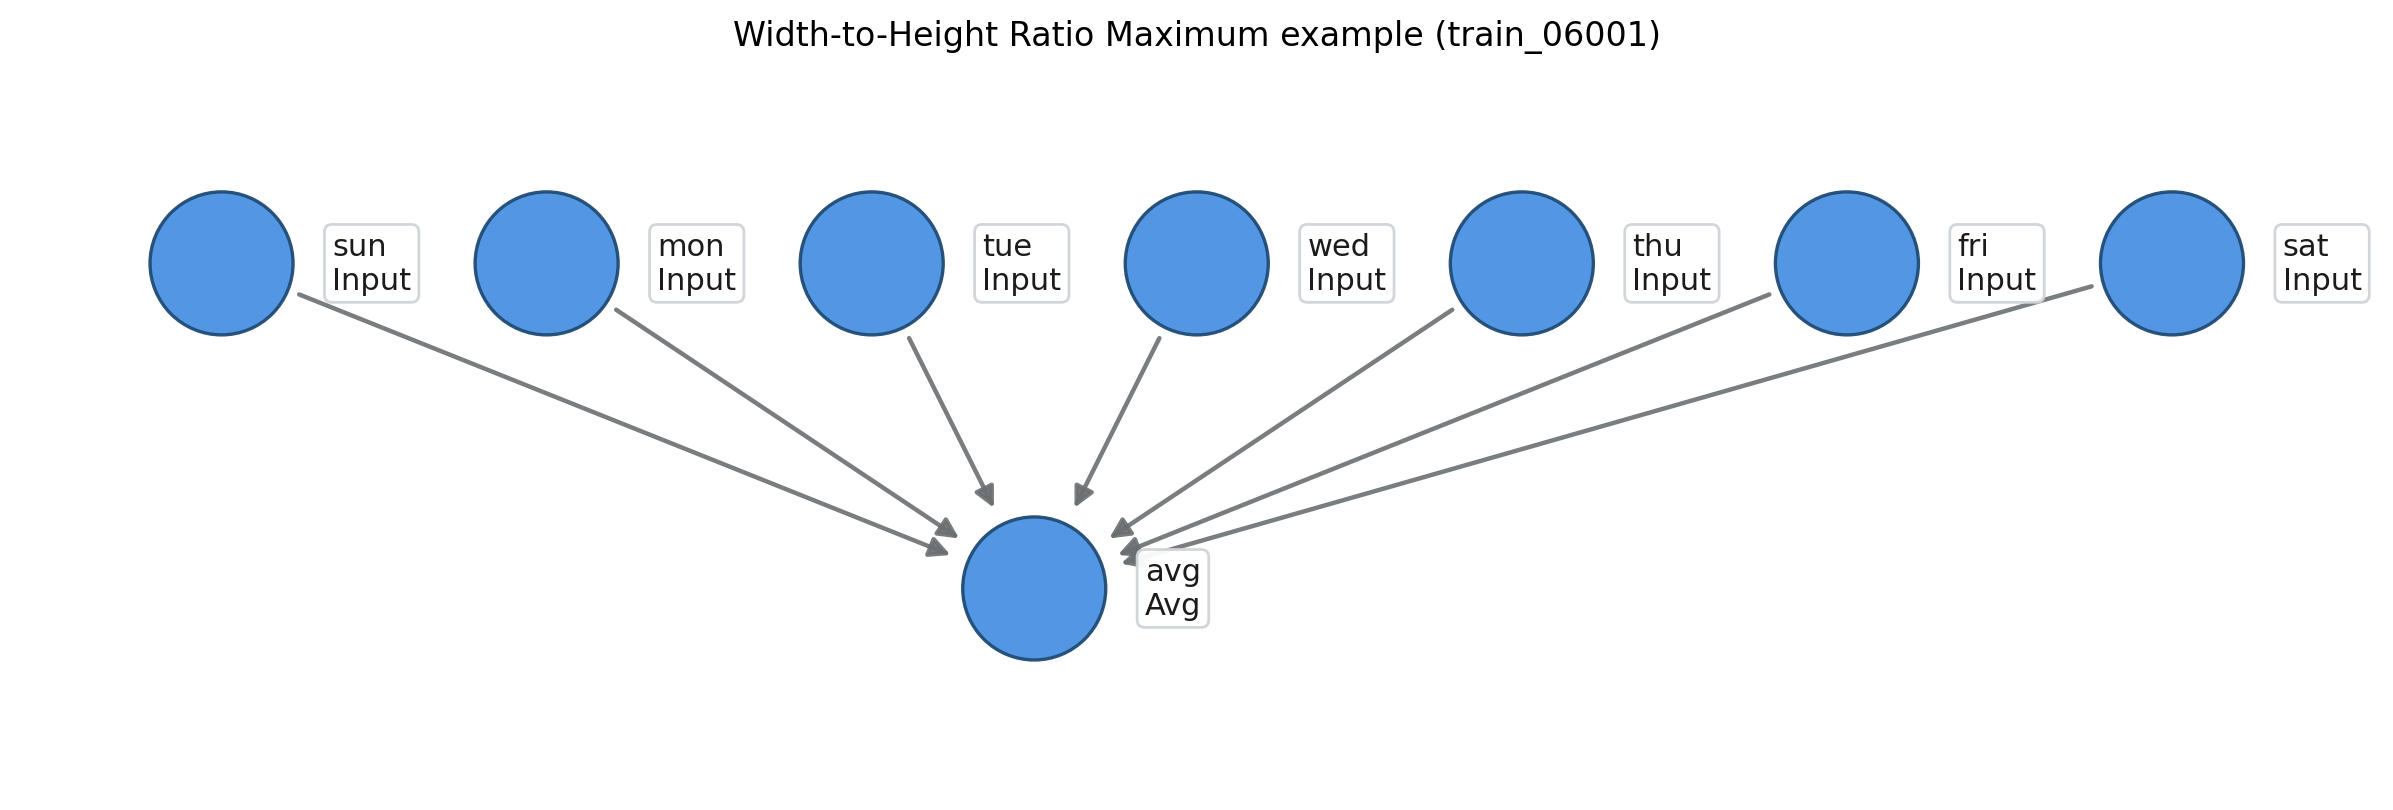 Width-to-Height Ratio Maximum example (train_06001)
sun
Input
mon
Input
tue
Input
wed
Input
thu
Input
fri
Input
sat
Input
avg
Avg